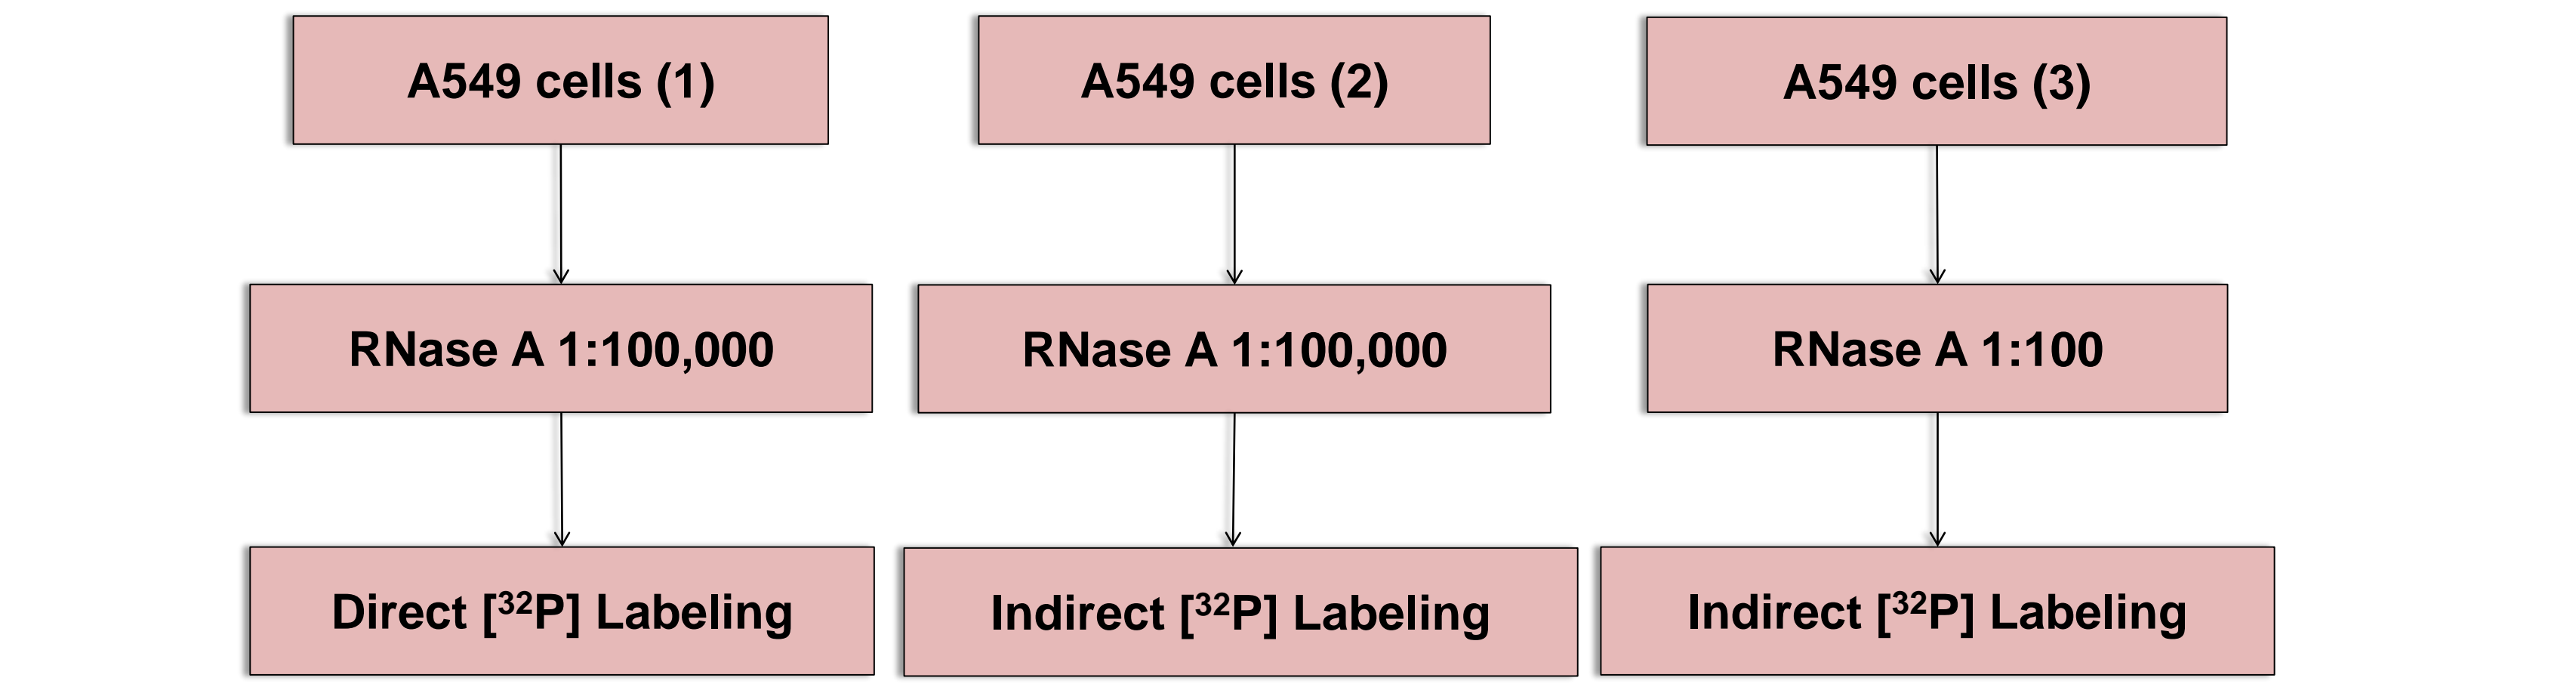 A549 cells (1)
A549 cells (2)
A549 cells (3)
RNase A 1:100,000
RNase A 1:100,000
RNase A 1:100
Direct [³²P] Labeling
Indirect [³²P] Labeling
Indirect [³²P] Labeling